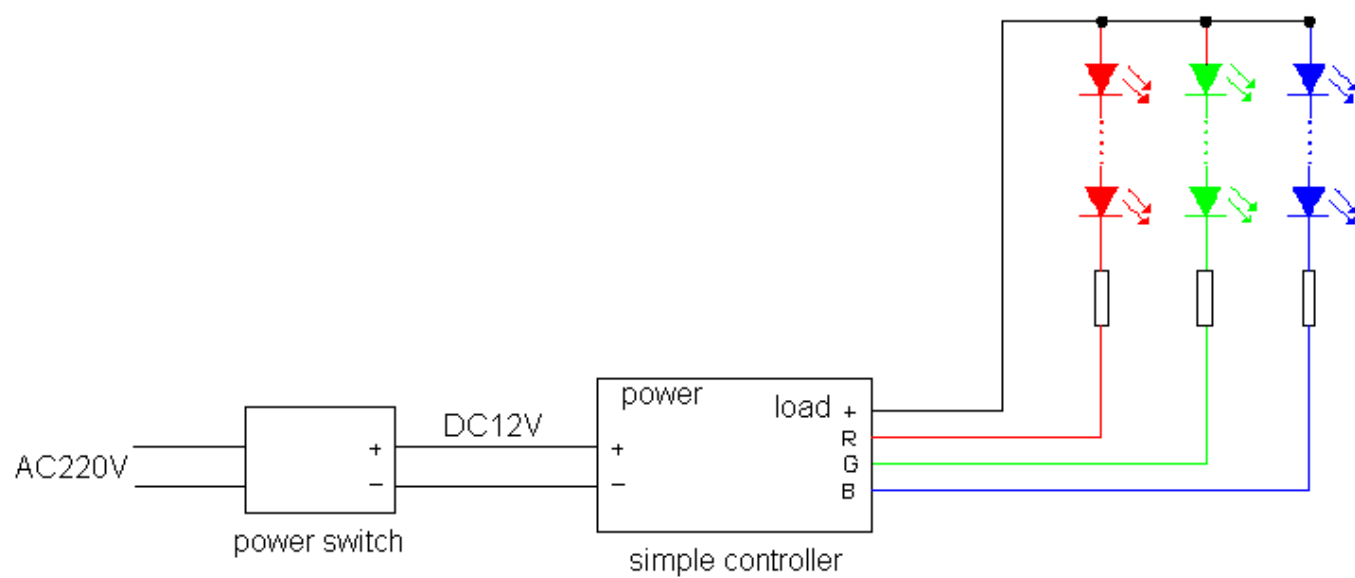 AC220V
+
−
power switch
DC12V
power
+
−
load +
R
G
B
simple controller